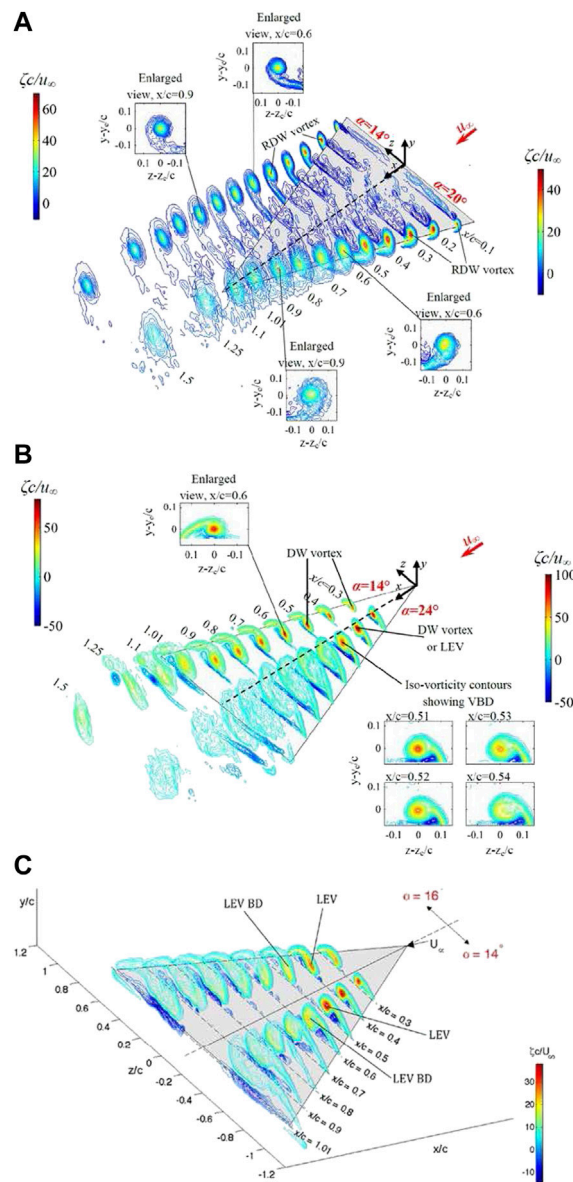 A
ζc/u∞
60
40
20
0
Enlarged
view, x/c=0.9
y-yc/c
0.1
0
-0.1
0.1 0 -0.1
z-zc/c
Enlarged
view, x/c=0.6
y-yc/c
0.1
0
-0.1
0.1 0 -0.1
z-zc/c
RDW vortex
α=14°
z
y
x
u∞
α=20°
ζc/u∞
40
20
0
x/c=0.1
0.2
0.3
0.4
0.5
0.6
0.7
0.8
0.9
1.01
1.1
1.25
1.5
RDW vortex
Enlarged
view, x/c=0.6
y-yc/c
0.1
0
-0.1
-0.1 0 0.1
z-zc/c
Enlarged
view, x/c=0.9
y-yc/c
0.1
0
-0.1
-0.1 0 0.1
z-zc/c
B
ζc/u∞
50
0
-50
Enlarged
view, x/c=0.6
y-yc/c
0.1
0
0.1 0 -0.1
z-zc/c
DW vortex
x/c=0.3
0.4
0.5
0.6
0.7
0.8
0.9
1.01
1.1
1.25
1.5
α=14°
z
y
x
u∞
α=24°
ζc/u∞
100
50
0
-50
DW vortex
or LEV
Iso-vorticity contours
showing VBD
x/c=0.51
x/c=0.53
0.1
0
x/c=0.52
x/c=0.54
y-yc/c
0.1
0
-0.1 0 0.1
-0.1 0 0.1
z-zc/c
z-zc/c
C
y/c
1.2
1
0.8
0.6
0.4
0.2
0
-0.2
-0.4
-0.6
-0.8
-1
-1.2
z/c
LEV BD
LEV
α = 16°
U∞
α = 14°
x/c = 0.3
x/c = 0.4
x/c = 0.5
x/c = 0.6
x/c = 0.7
x/c = 0.8
x/c = 0.9
x/c = 1.01
LEV
LEV BD
x/c
ζc/U∞
30
20
10
0
-10